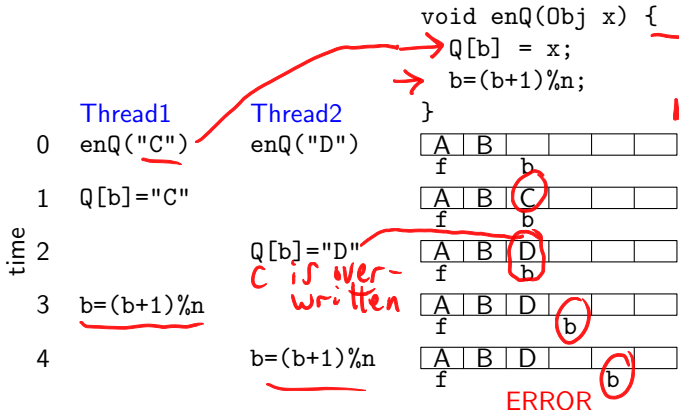 void enQ(Obj x) {
Q[b] = x;
b=(b+1)%n;
}
Thread1 Thread2
0 enQ("C") enQ("D") A B
f b
1 Q[b]="C" A B C
f b
time
2 Q[b]="D" A B D
f b
C is over-
written
3 b=(b+1)%n A B D
f b
4 b=(b+1)%n A B D
f b
ERROR